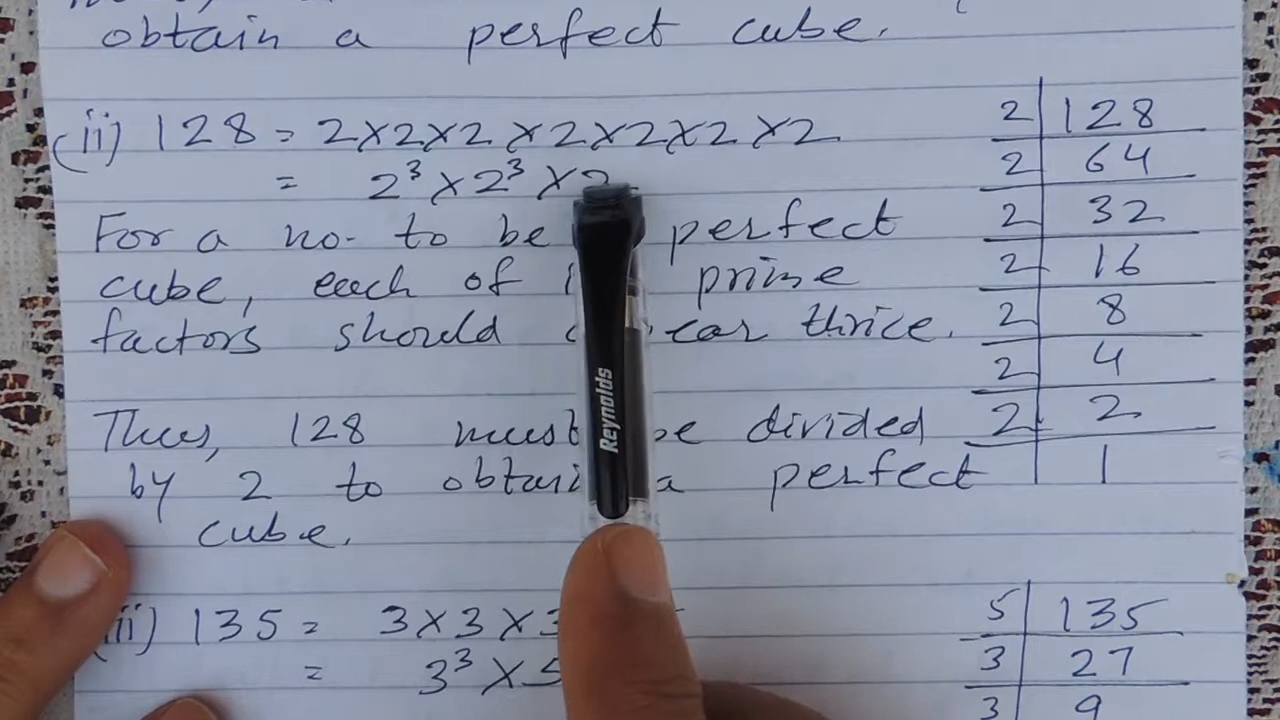 obtain a perfect cube.
(ii) 128 = 2×2×2×2×2×2×2
= 2³×2³×2
For a no. to be perfect
cube, each of prime
factors should thrice.
Thus, 128 must be divided
by 2 to obtain a perfect
cube.
2 | 128
2 | 64
2 | 32
2 | 16
2 | 8
2 | 4
2 | 2
| 1
Reynolds
135 = 3×3×3
= 3³×5
5 | 135
3 | 27
3 | 9